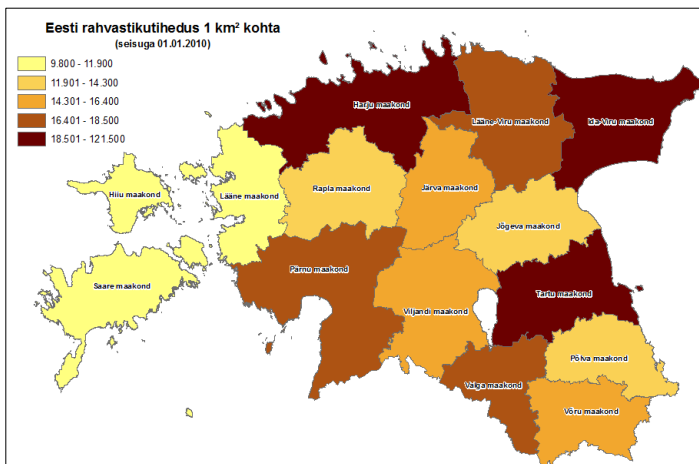 Eesti rahvastikutihedus 1 km² kohta
(seisuga 01.01.2010)
9.800 - 11.900
11.901 - 14.300
14.301 - 16.400
16.401 - 18.500
18.501 - 121.500
Harju maakond
Lääne-Viru maakond
Ida-Viru maakond
Hiiu maakond
Lääne maakond
Rapla maakond
Järva maakond
Jõgeva maakond
Pärnu maakond
Saare maakond
Tartu maakond
Viljandi maakond
Põlva maakond
Valga maakond
Võru maakond